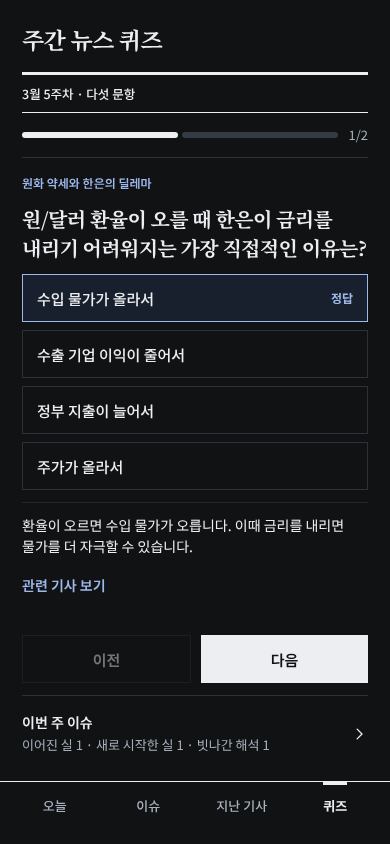 주간 뉴스 퀴즈
3월 5주차 · 다섯 문항
1/2
원화 약세와 한은의 딜레마
원/달러 환율이 오를 때 한은이 금리를
내리기 어려워지는 가장 직접적인 이유는?
수입 물가가 올라서 정답
수출 기업 이익이 줄어서
정부 지출이 늘어서
주가가 올라서
환율이 오르면 수입 물가가 오릅니다. 이때 금리를 내리면
물가를 더 자극할 수 있습니다.
관련 기사 보기
이전 다음
이번 주 이슈
이어진 실 1 · 새로 시작한 실 1 · 빗나간 해석 1
오늘 이슈 지난 기사 퀴즈